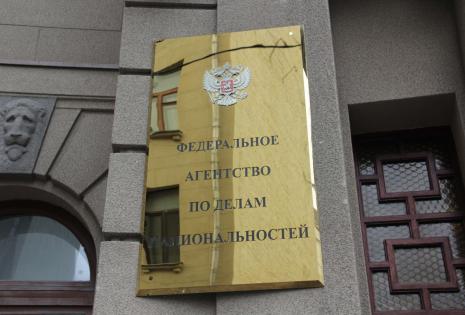 ФЕДЕРАЛЬНОЕ
АГЕНТСТВО
ПО ДЕЛАМ
НАЦИОНАЛЬНОСТЕЙ